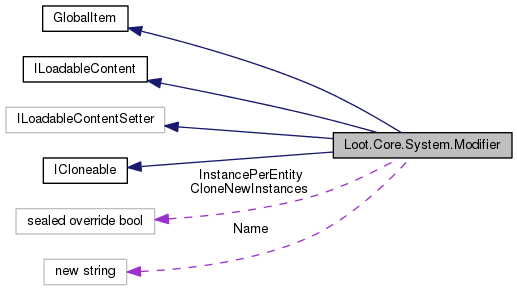 GlobalItem
ILoadableContent
ILoadableContentSetter
Loot.Core.System.Modifier
ICloneable
InstancePerEntity
CloneNewInstances
sealed override bool
Name
new string